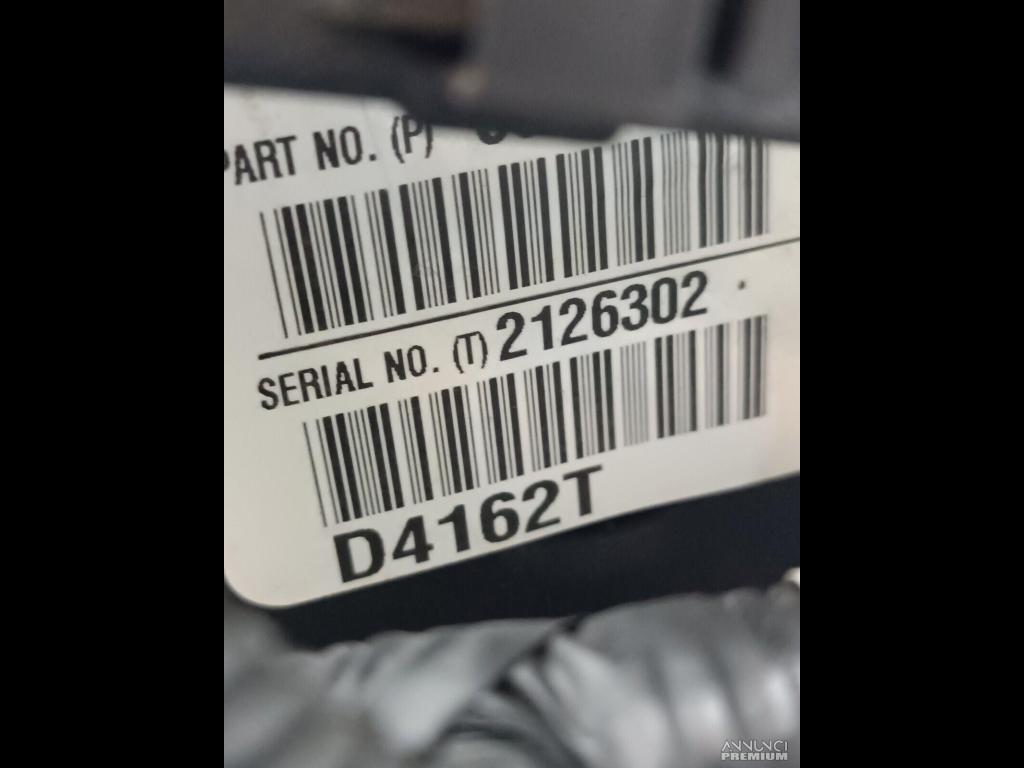 PART NO. (P)
SERIAL NO. (T) 2126302
D4162T
ANNUNCI
PREMIUM